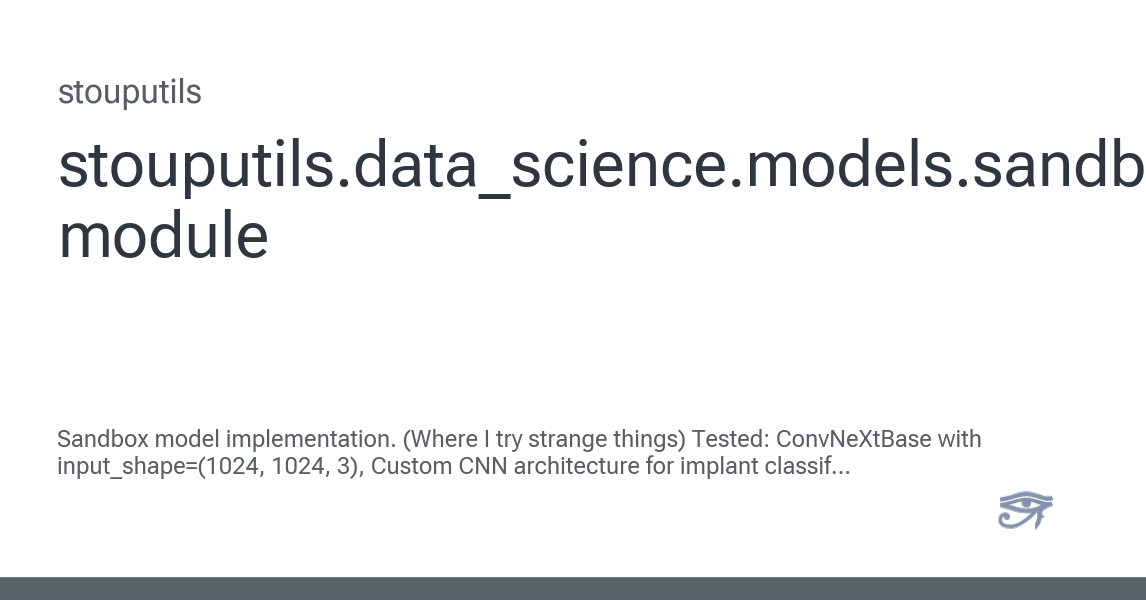 stouputils
stouputils.data_science.models.sandb
module
Sandbox model implementation. (Where I try strange things) Tested: ConvNeXtBase with
input_shape=(1024, 1024, 3), Custom CNN architecture for implant classif...